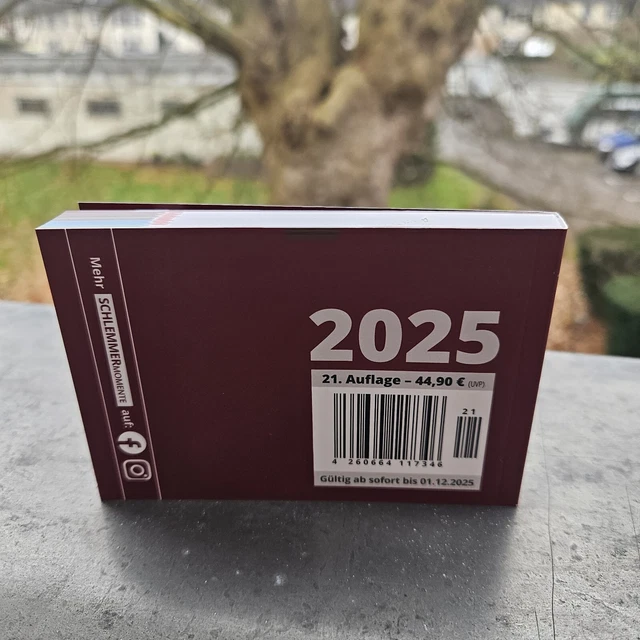 Mehr SCHLEMMERMOMENTE auf:
2025
21. Auflage – 44,90 € (UVP)
21
4 260664 117346
Gültig ab sofort bis 01.12.2025